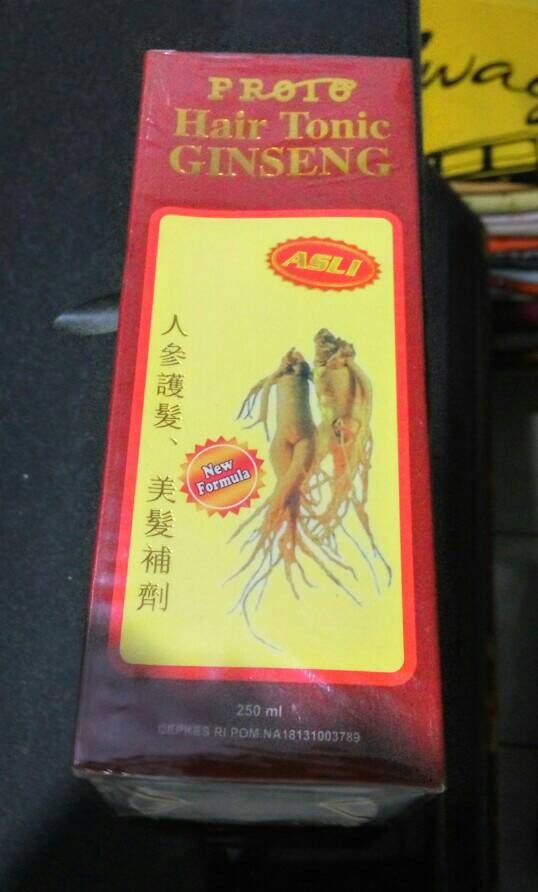 PROTO
Hair Tonic
GINSENG
ASLI
人參護髮、美髮補劑
New
Formula
250 ml
DEPKES RI POM NA18131003789